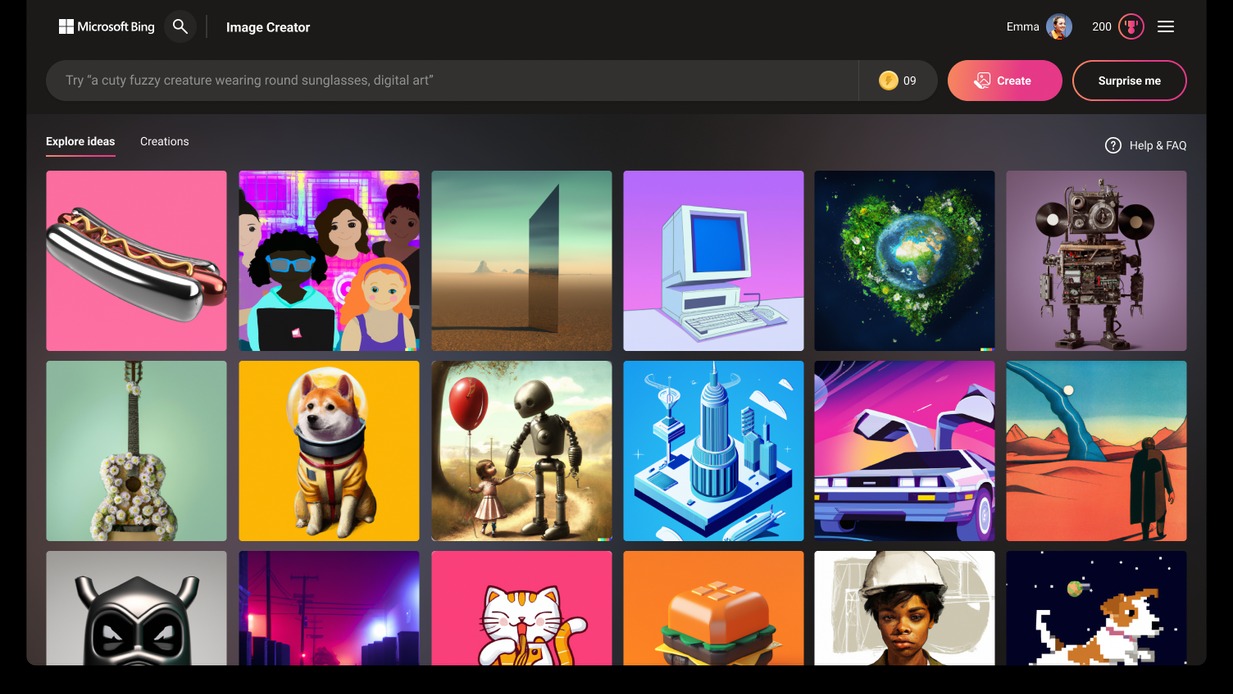 Microsoft Bing
Image Creator
Emma
200
Try “a cuty fuzzy creature wearing round sunglasses, digital art”
09
Create
Surprise me
Explore ideas
Creations
Help & FAQ